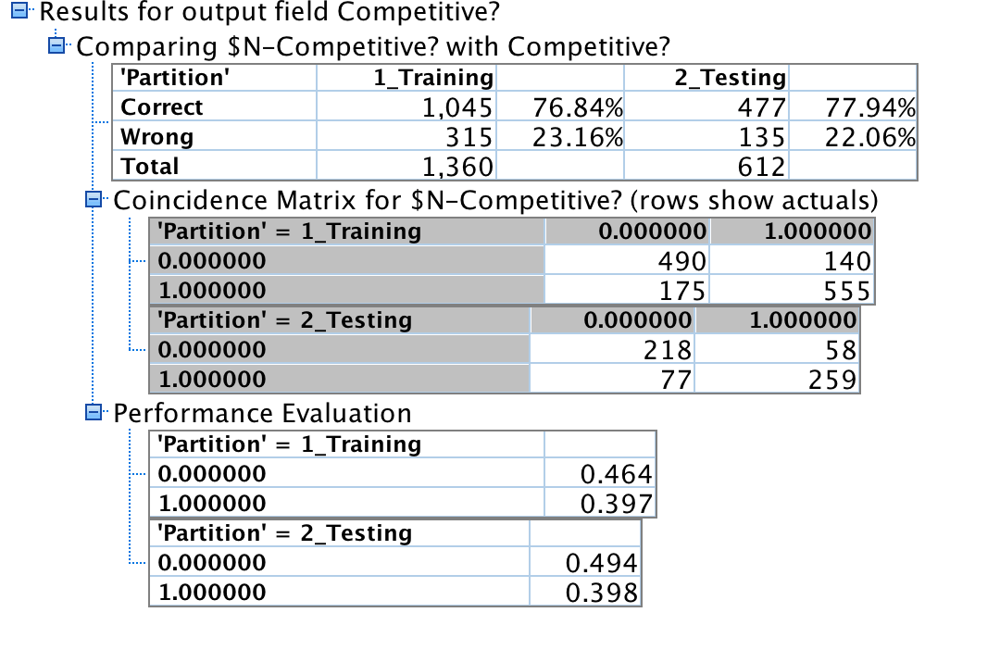 Results for output field Competitive?
Comparing $N-Competitive? with Competitive?
'Partition' 1_Training 2_Testing
Correct 1,045 76.84% 477 77.94%
Wrong 315 23.16% 135 22.06%
Total 1,360 612
Coincidence Matrix for $N-Competitive? (rows show actuals)
'Partition' = 1_Training 0.000000 1.000000
0.000000 490 140
1.000000 175 555
'Partition' = 2_Testing 0.000000 1.000000
0.000000 218 58
1.000000 77 259
Performance Evaluation
'Partition' = 1_Training
0.000000 0.464
1.000000 0.397
'Partition' = 2_Testing
0.000000 0.494
1.000000 0.398